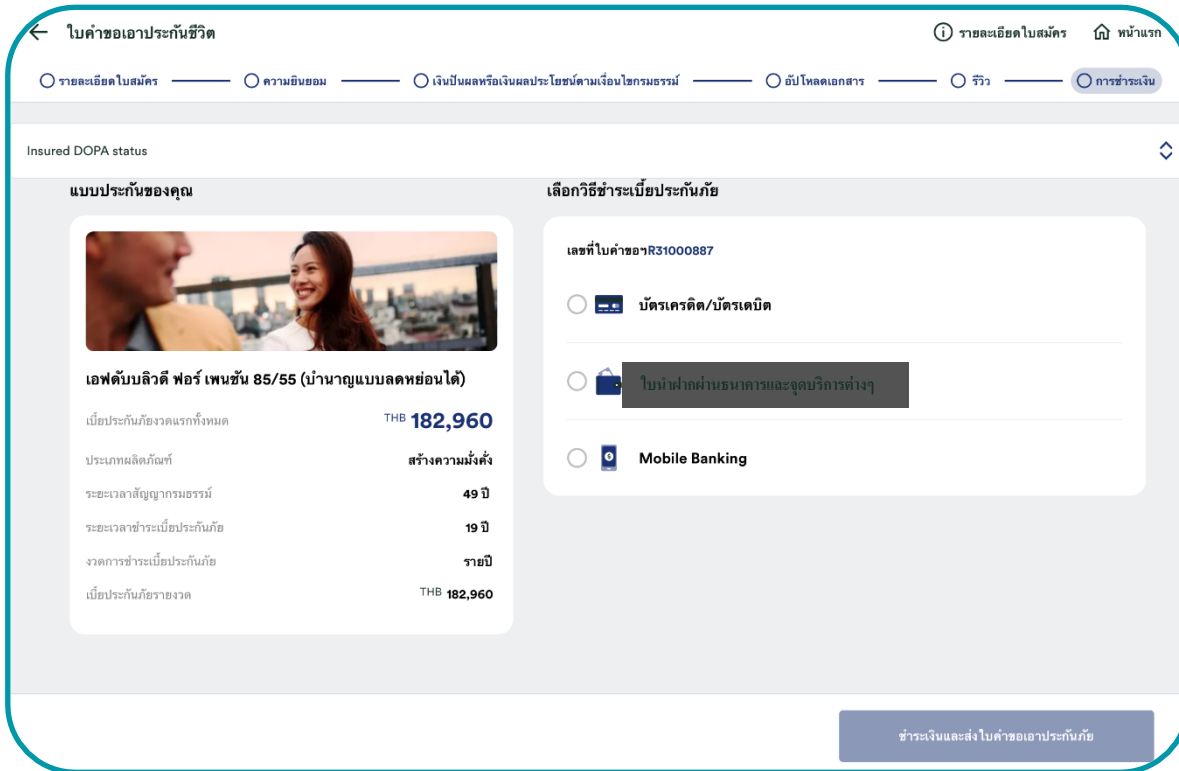 ใบคำขอเอาประกันชีวิต
รายละเอียดใบสมัคร
หน้าแรก
รายละเอียดใบสมัคร
ความยินยอม
เงินปันผลหรือเงินผลประโยชน์ตามเงื่อนไขกรมธรรม์
อัปโหลดเอกสาร
รีวิว
การชำระเงิน
Insured DOPA status
แบบประกันของคุณ
เอฟดับบลิวดี ฟอร์ เพนชัน 85/55 (บำนาญแบบลดหย่อนได้)
เบี้ยประกันภัยงวดแรกทั้งหมด THB 182,960
ประเภทผลิตภัณฑ์ สร้างความมั่งคั่ง
ระยะเวลาสัญญากรมธรรม์ 49 ปี
ระยะเวลาชำระเบี้ยประกันภัย 19 ปี
งวดการชำระเบี้ยประกันภัย รายปี
เบี้ยประกันภัยรายงวด THB 182,960
เลือกวิธีชำระเบี้ยประกันภัย
เลขที่ใบคำขอฯR31000887
บัตรเครดิต/บัตรเดบิต
ใบนำฝากผ่านธนาคารและจุดบริการต่างๆ
Mobile Banking
ชำระเงินและส่งใบคำขอเอาประกันภัย